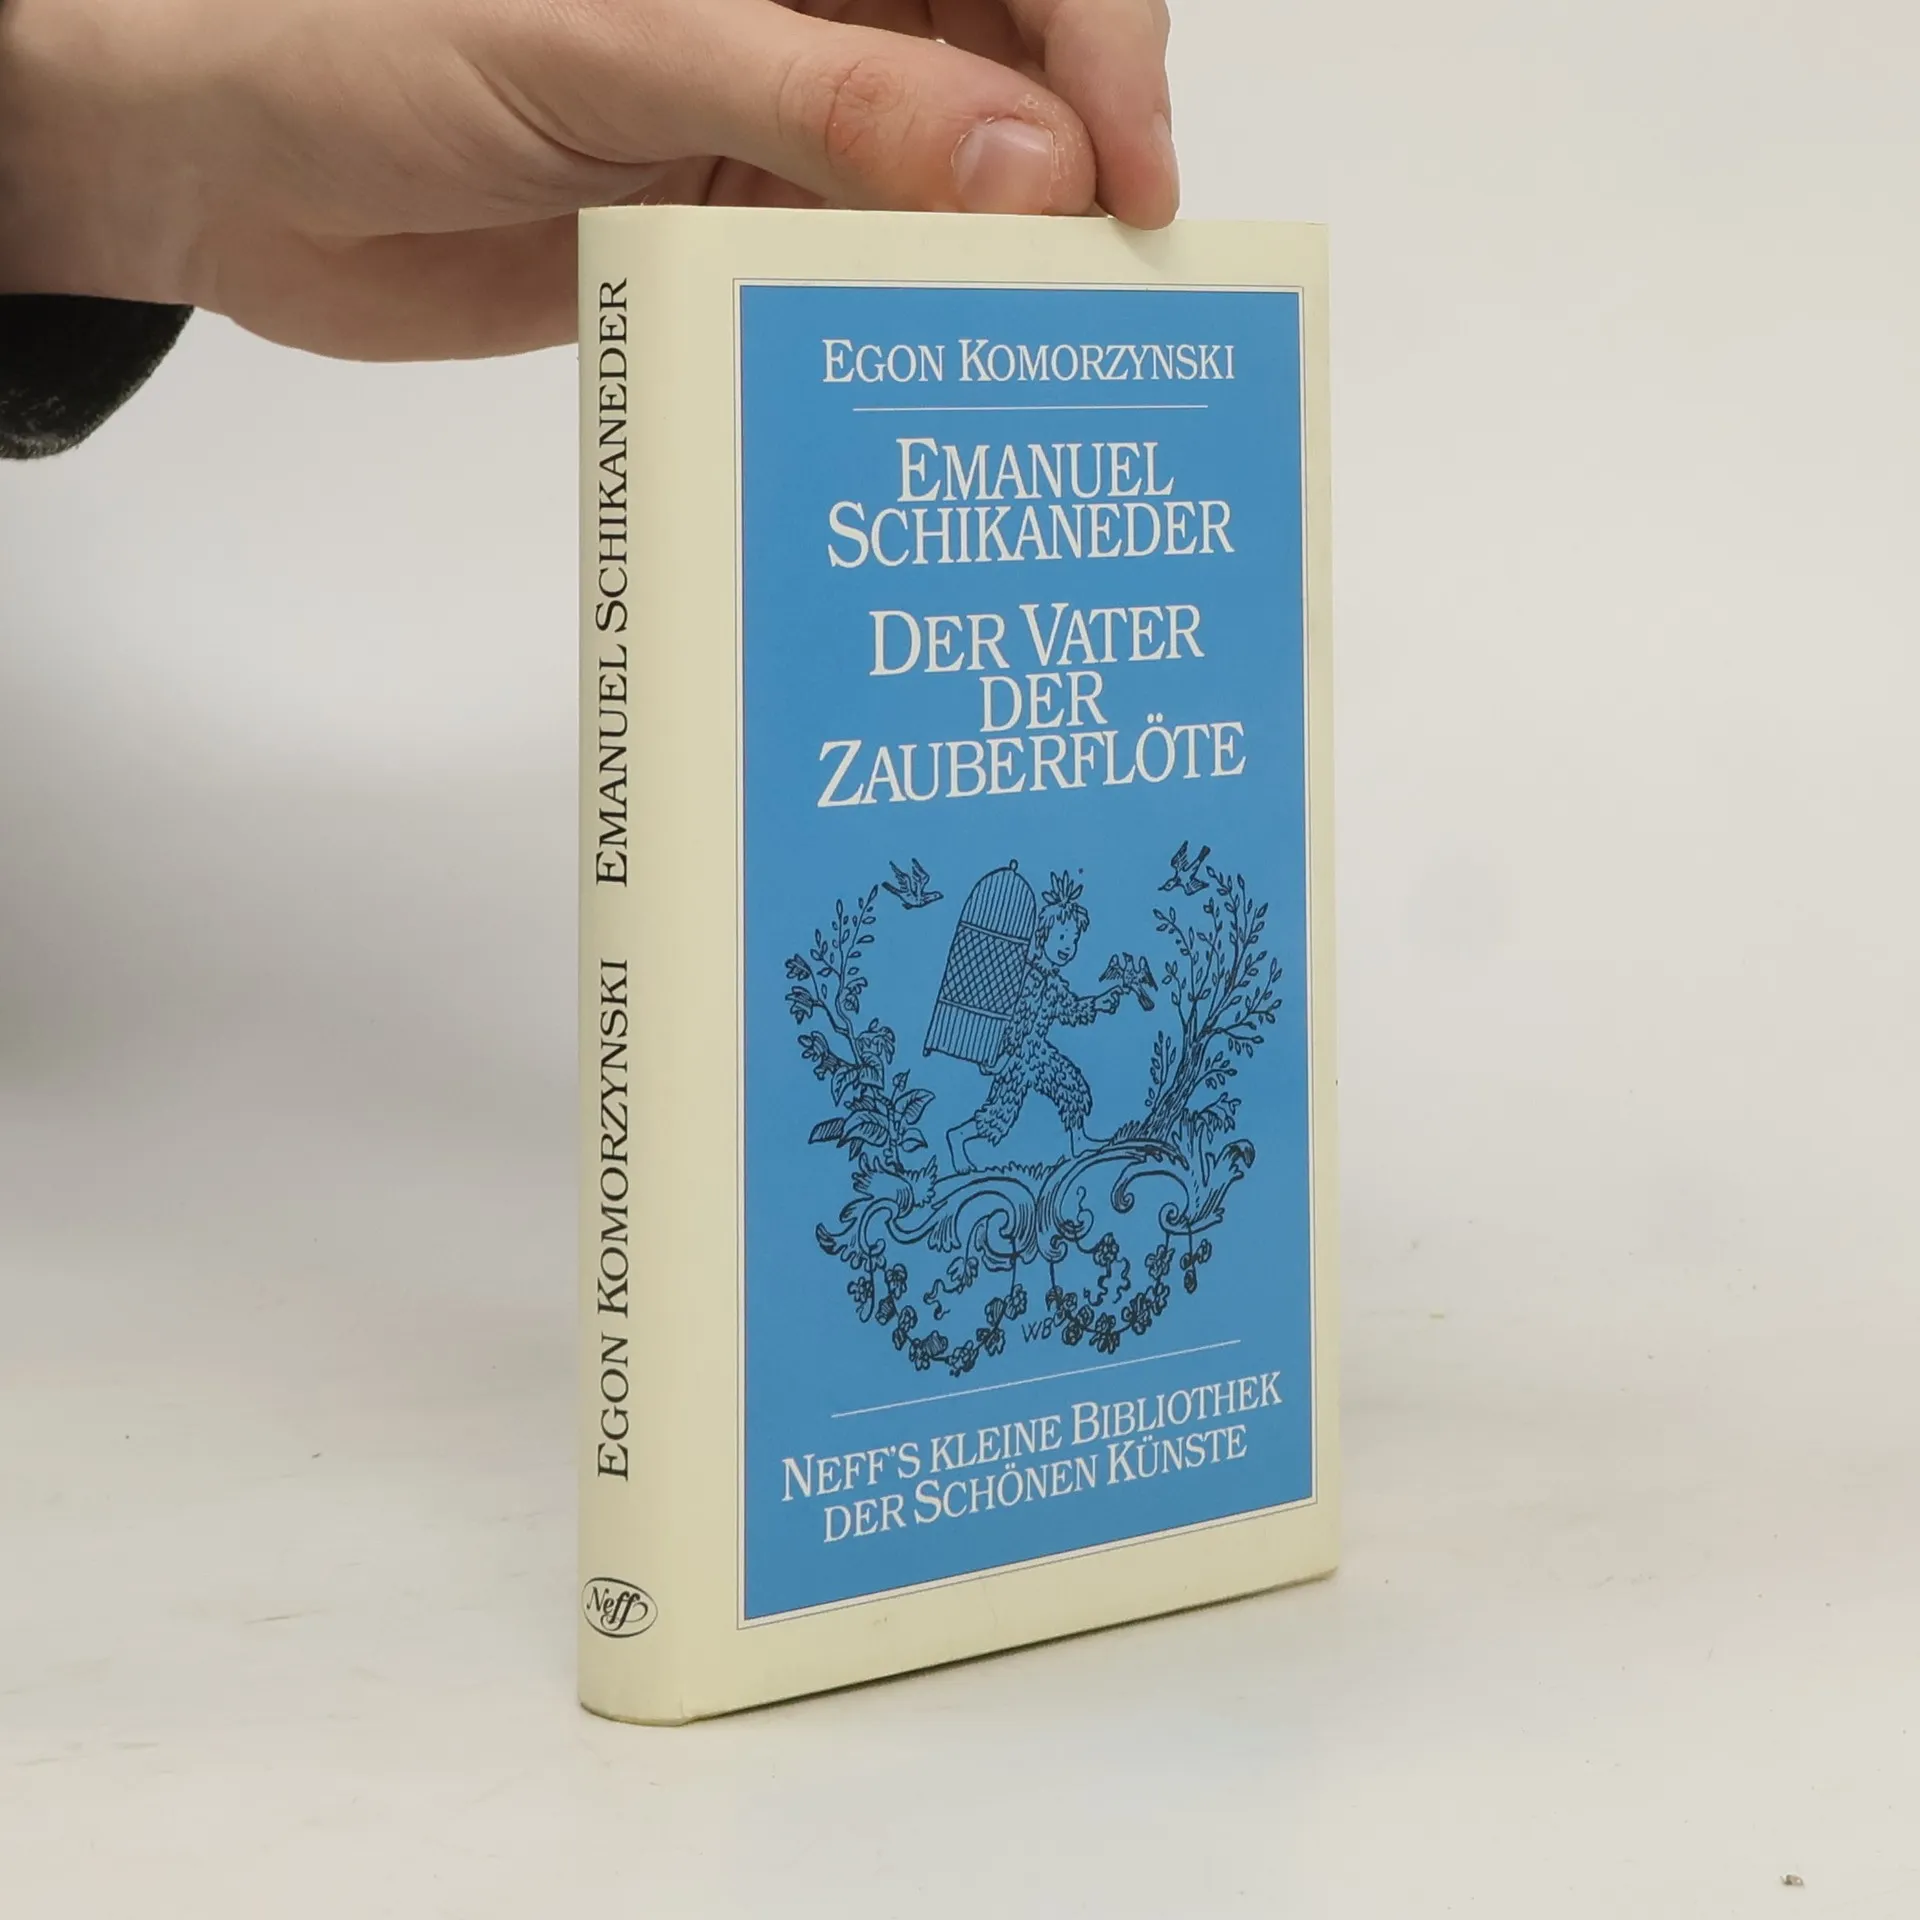 EGON KOMORZYNSKI
EMANUEL
SCHIKANEDER
DER VATER
DER
ZAUBERFLÖTE
WB
NEFF'S KLEINE BIBLIOTHEK
DER SCHÖNEN KÜNSTE
EGON KOMORZYNSKI EMANUEL SCHIKANEDER
Neff